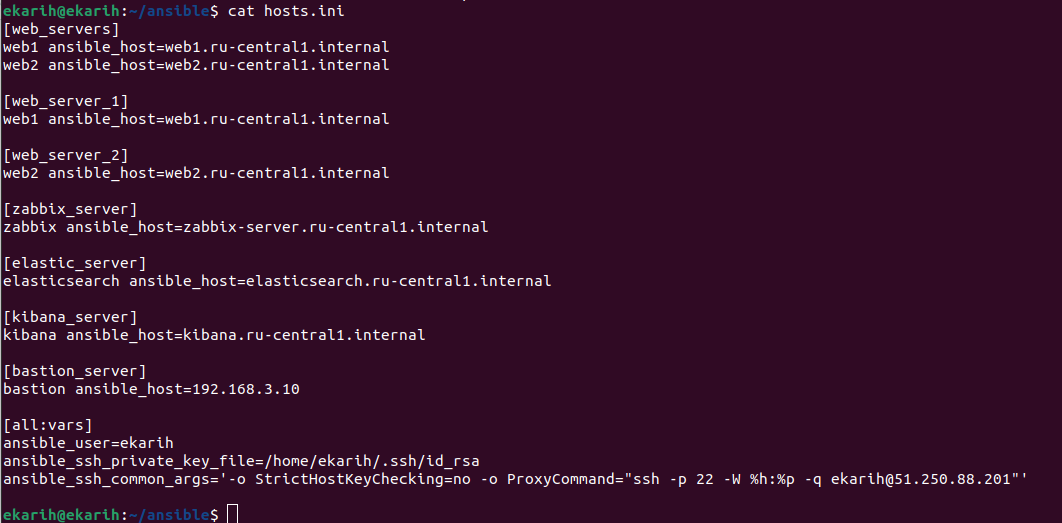 ekarih@ekarih:~/ansible$ cat hosts.ini
[web_servers]
web1 ansible_host=web1.ru-central1.internal
web2 ansible_host=web2.ru-central1.internal
[web_server_1]
web1 ansible_host=web1.ru-central1.internal
[web_server_2]
web2 ansible_host=web2.ru-central1.internal
[zabbix_server]
zabbix ansible_host=zabbix-server.ru-central1.internal
[elastic_server]
elasticsearch ansible_host=elasticsearch.ru-central1.internal
[kibana_server]
kibana ansible_host=kibana.ru-central1.internal
[bastion_server]
bastion ansible_host=192.168.3.10
[all:vars]
ansible_user=ekarih
ansible_ssh_private_key_file=/home/ekarih/.ssh/id_rsa
ansible_ssh_common_args='-o StrictHostKeyChecking=no -o ProxyCommand="ssh -p 22 -W %h:%p -q ekarih@51.250.88.201"'
ekarih@ekarih:~/ansible$